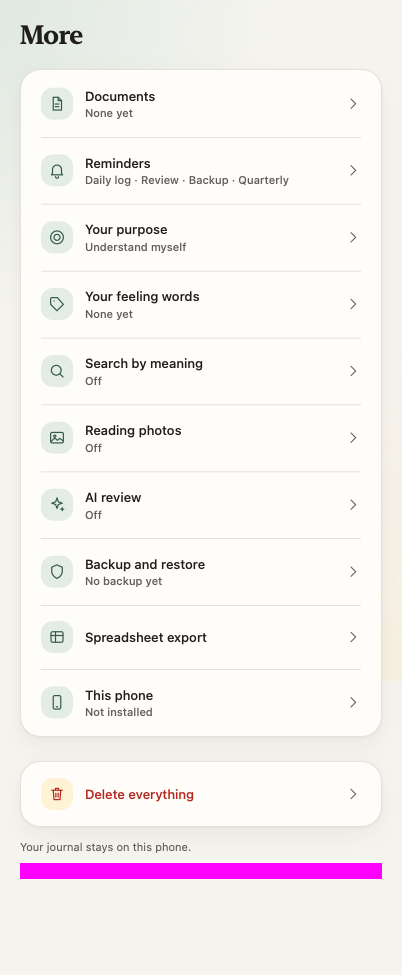 More
Documents
None yet
Reminders
Daily log · Review · Backup · Quarterly
Your purpose
Understand myself
Your feeling words
None yet
Search by meaning
Off
Reading photos
Off
AI review
Off
Backup and restore
No backup yet
Spreadsheet export
This phone
Not installed
Delete everything
Your journal stays on this phone.